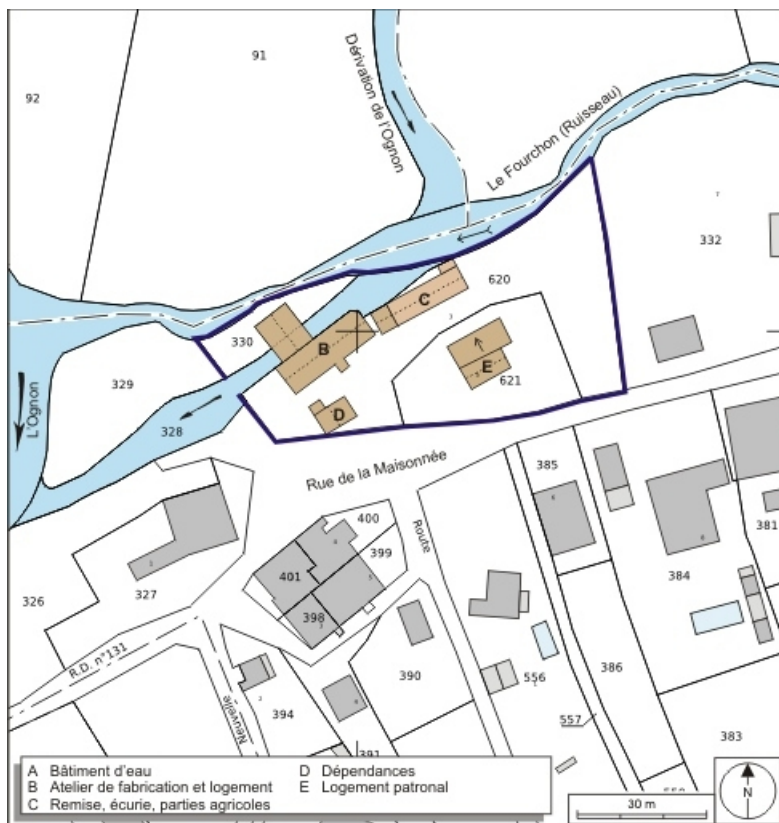 91
92
Dérivation de l'Ognon
Le Fourchon (Ruisseau)
332
620
330
C
B
329
E
621
L'Ognon
328
D
Rue de la Maisonnée
385
400
Route
399
381
401
384
326
327
398
R.D. n°131
390
386
556
Neuvelle
394
557
383
391
A Bâtiment d'eau
B Atelier de fabrication et logement
C Remise, écurie, parties agricoles
D Dépendances
E Logement patronal
30 m
N